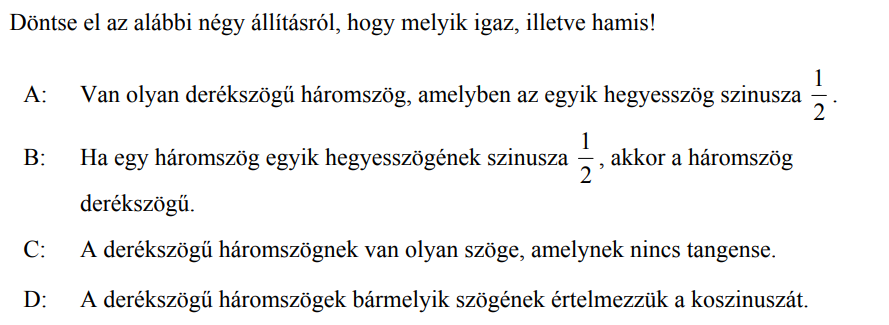 Döntse el az alábbi négy állításról, hogy melyik igaz, illetve hamis!
A: Van olyan derékszögű háromszög, amelyben az egyik hegyesszög szinusza 1/2.
B: Ha egy háromszög egyik hegyesszögének szinusza 1/2, akkor a háromszög
derékszögű.
C: A derékszögű háromszögnek van olyan szöge, amelynek nincs tangense.
D: A derékszögű háromszögek bármelyik szögének értelmezzük a koszinuszát.